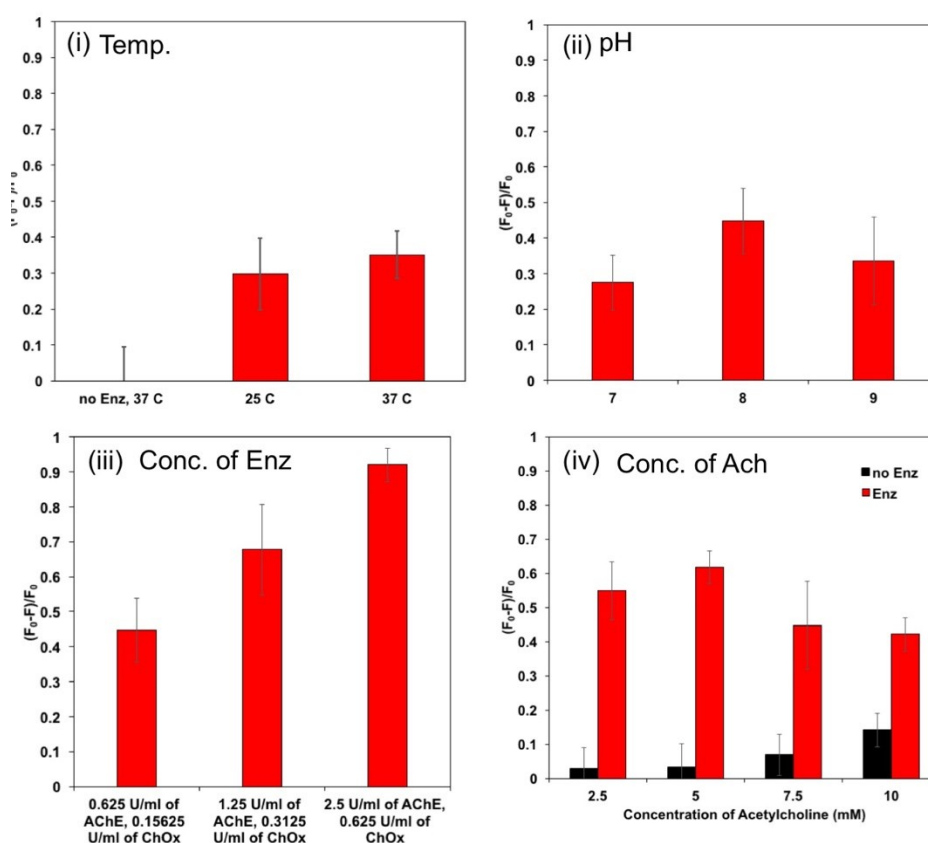 (i) Temp.
1
0.9
0.8
0.7
0.6
0.5
0.4
0.3
0.2
0.1
0
no Enz, 37 C
25 C
37 C
(ii) pH
(F0-F)/F0
1
0.9
0.8
0.7
0.6
0.5
0.4
0.3
0.2
0.1
0
7
8
9
(iii) Conc. of Enz
(F0-F)/F0
1
0.9
0.8
0.7
0.6
0.5
0.4
0.3
0.2
0.1
0
0.625 U/ml of
AChE, 0.15625
U/ml of ChOx
1.25 U/ml of
AChE, 0.3125
U/ml of ChOx
2.5 U/ml of AChE,
0.625 U/ml of
ChOx
(iv) Conc. of Ach
no Enz
Enz
(F0-F)/F0
1
0.9
0.8
0.7
0.6
0.5
0.4
0.3
0.2
0.1
0
2.5
5
7.5
10
Concentration of Acetylcholine (mM)